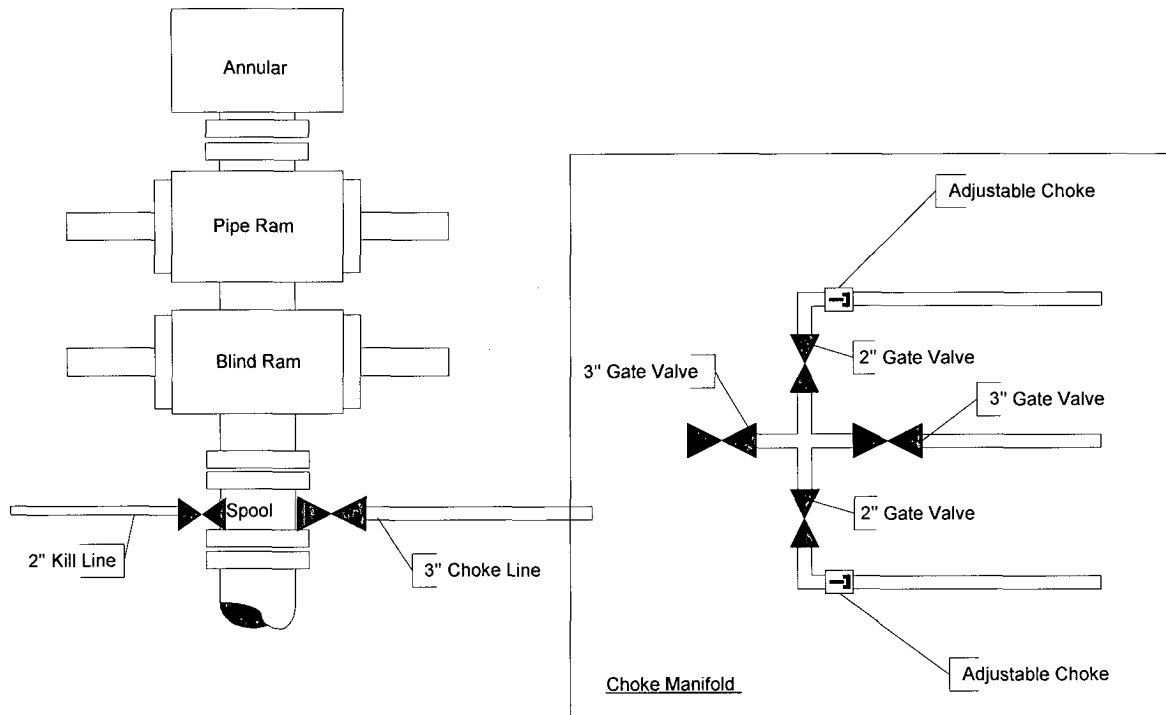 Annular
Pipe Ram
Blind Ram
Spool
2" Kill Line
3" Choke Line
Adjustable Choke
2" Gate Valve
3" Gate Valve
3" Gate Valve
2" Gate Valve
Adjustable Choke
Choke Manifold